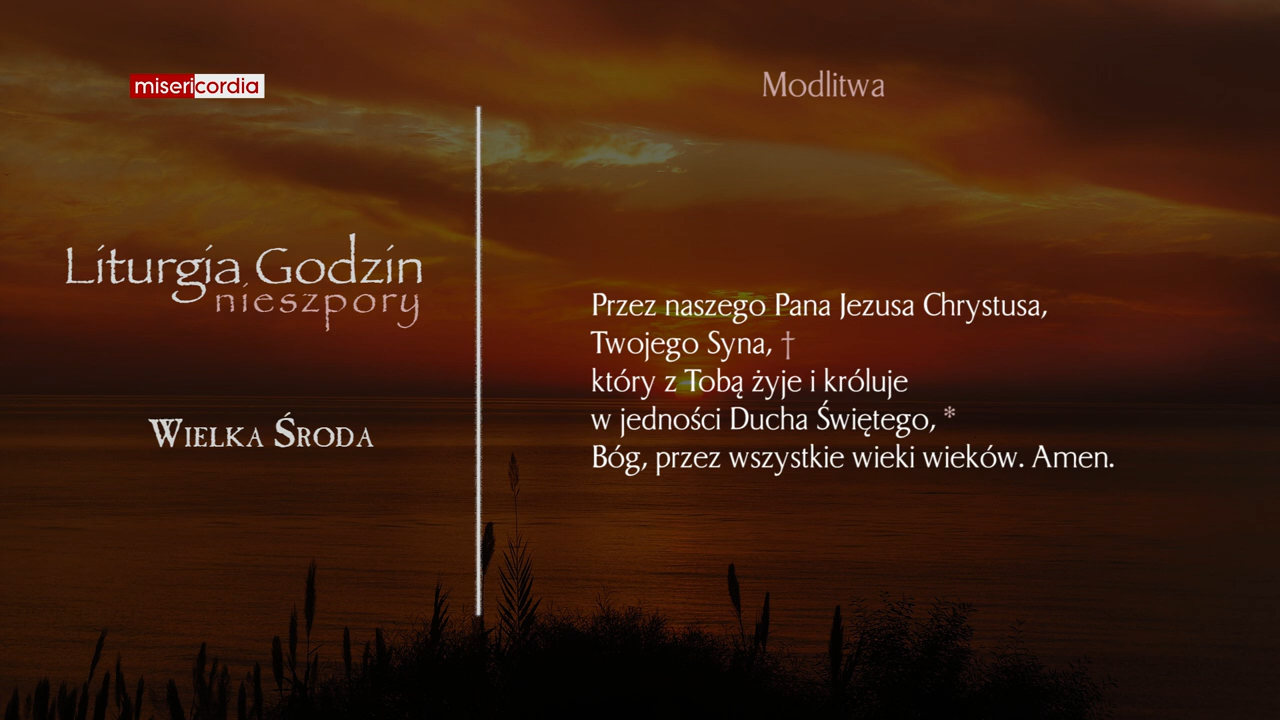 misericordia
Modlitwa
Liturgia Godzin
nieszpory
Wielka Środa
Przez naszego Pana Jezusa Chrystusa,
Twojego Syna, †
który z Tobą żyje i króluje
w jedności Ducha Świętego, *
Bóg, przez wszystkie wieki wieków. Amen.